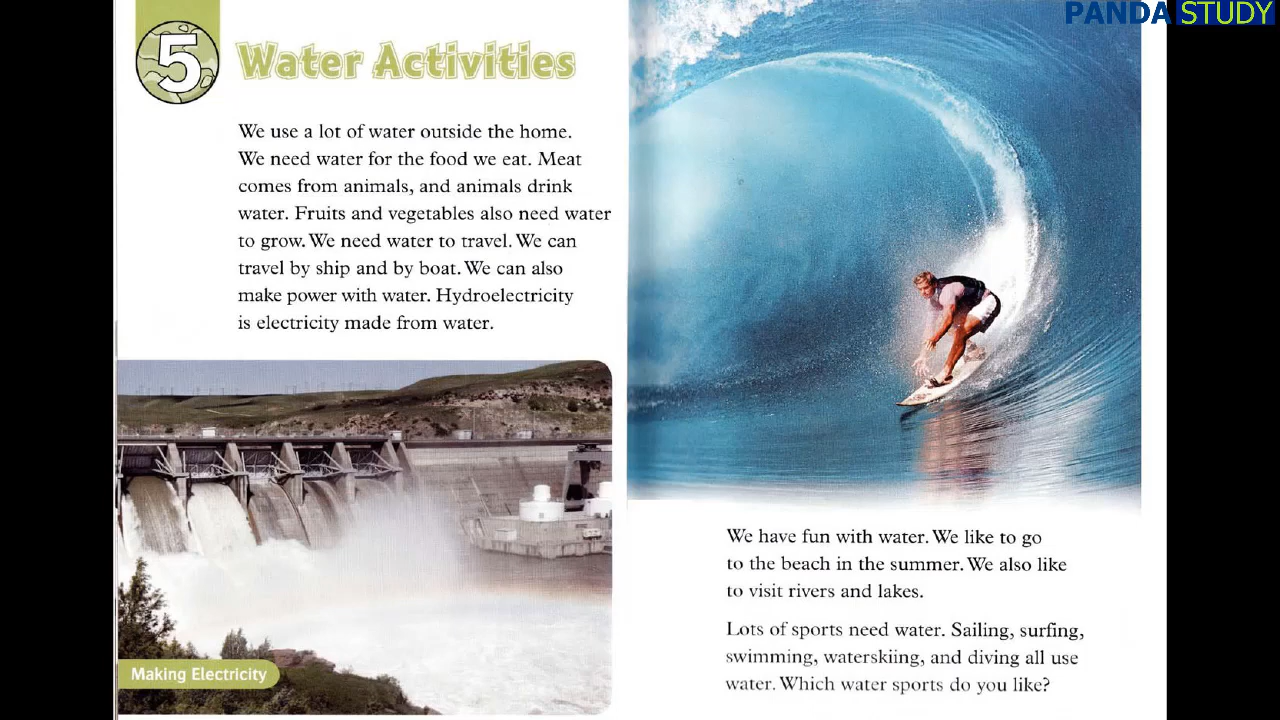 PANDA STUDY
5
Water Activities
We use a lot of water outside the home.
We need water for the food we eat. Meat
comes from animals, and animals drink
water. Fruits and vegetables also need water
to grow. We need water to travel. We can
travel by ship and by boat. We can also
make power with water. Hydroelectricity
is electricity made from water.
Making Electricity
We have fun with water. We like to go
to the beach in the summer. We also like
to visit rivers and lakes.
Lots of sports need water. Sailing, surfing,
swimming, waterskiing, and diving all use
water. Which water sports do you like?